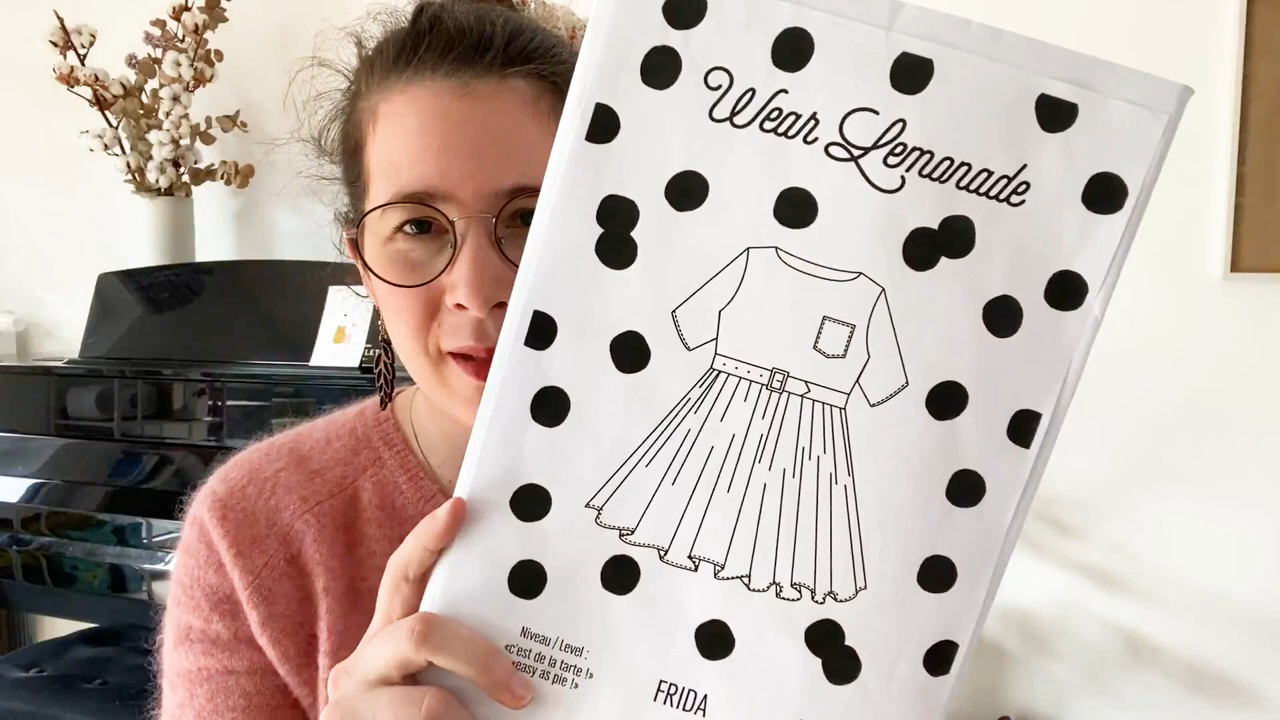 Wear Lemonade
Niveau / Level :
«c'est de la tarte !»
«easy as pie !»
FRIDA